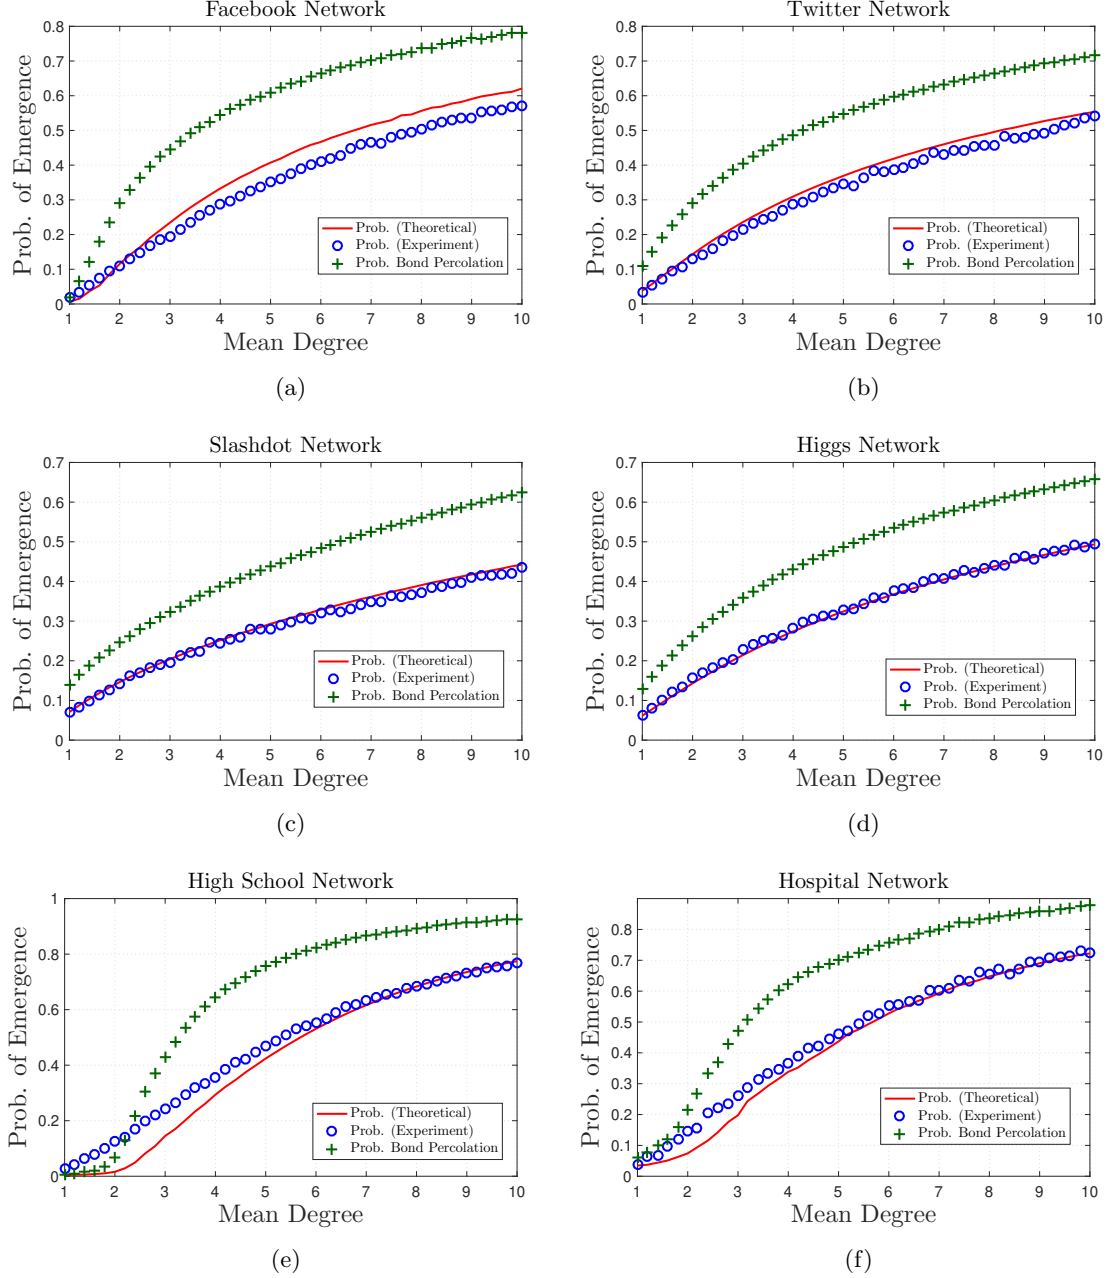 Facebook Network
Prob. of Emergence
0.8
0.7
0.6
0.5
0.4
0.3
0.2
0.1
0
Prob. (Theoretical)
Prob. (Experiment)
Prob. Bond Percolation
1 2 3 4 5 6 7 8 9 10
Mean Degree
(a)
Twitter Network
Prob. of Emergence
0.8
0.7
0.6
0.5
0.4
0.3
0.2
0.1
0
Prob. (Theoretical)
Prob. (Experiment)
Prob. Bond Percolation
1 2 3 4 5 6 7 8 9 10
Mean Degree
(b)
Slashdot Network
Prob. of Emergence
0.7
0.6
0.5
0.4
0.3
0.2
0.1
0
Prob. (Theoretical)
Prob. (Experiment)
Prob. Bond Percolation
1 2 3 4 5 6 7 8 9 10
Mean Degree
(c)
Higgs Network
Prob. of Emergence
0.7
0.6
0.5
0.4
0.3
0.2
0.1
0
Prob. (Theoretical)
Prob. (Experiment)
Prob. Bond Percolation
1 2 3 4 5 6 7 8 9 10
Mean Degree
(d)
High School Network
Prob. of Emergence
1
0.8
0.6
0.4
0.2
0
Prob. (Theoretical)
Prob. (Experiment)
Prob. Bond Percolation
1 2 3 4 5 6 7 8 9 10
Mean Degree
(e)
Hospital Network
Prob. of Emergence
0.8
0.7
0.6
0.5
0.4
0.3
0.2
0.1
0
Prob. (Theoretical)
Prob. (Experiment)
Prob. Bond Percolation
1 2 3 4 5 6 7 8 9 10
Mean Degree
(f)